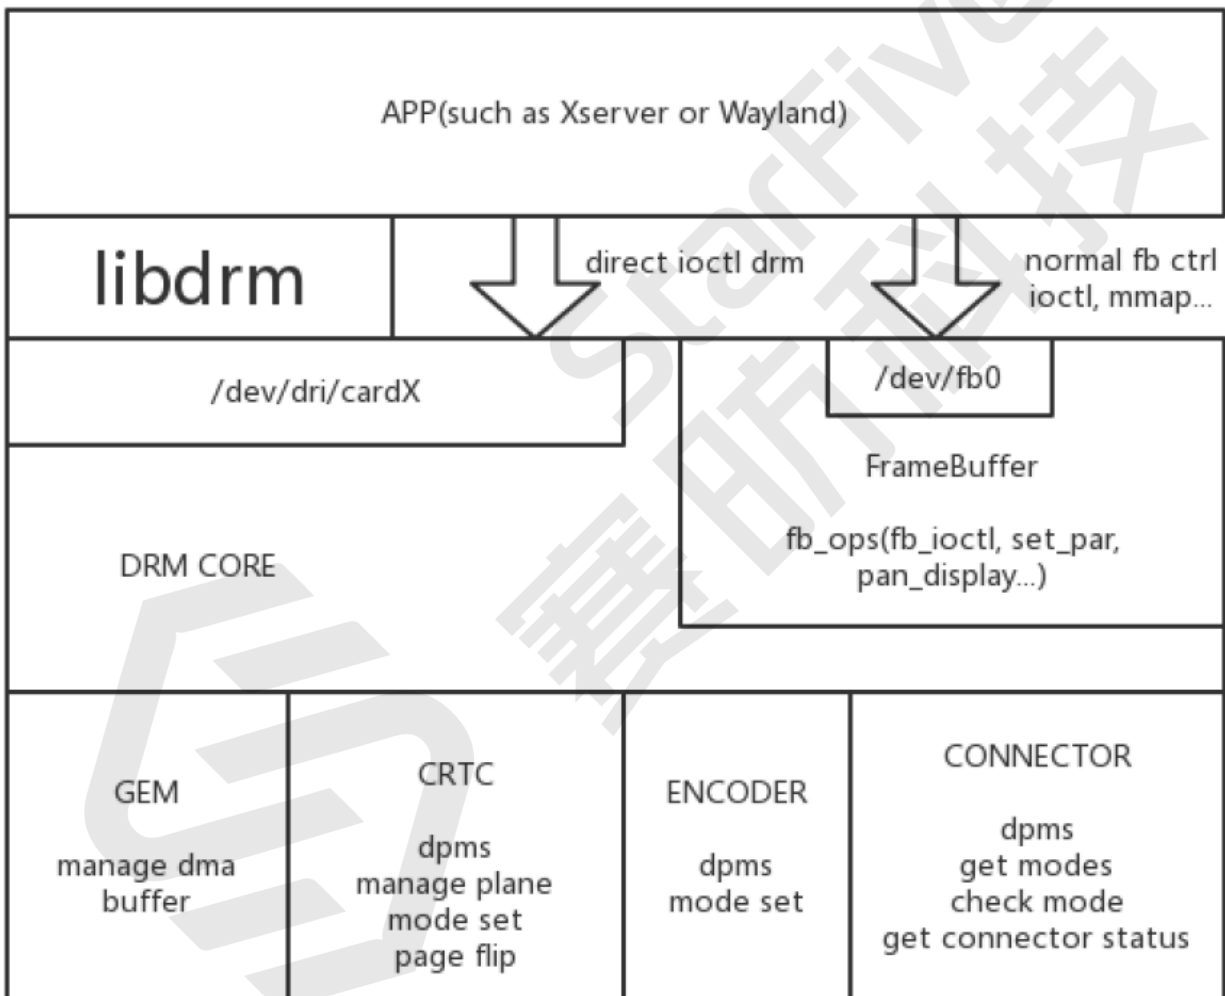 APP(such as Xserver or Wayland)
libdrm
direct ioctl drm
normal fb ctrl
ioctl, mmap...
/dev/dri/cardX
/dev/fb0
FrameBuffer
fb_ops(fb_ioctl, set_par,
pan_display...)
DRM CORE
GEM
manage dma
buffer
CRTC
dpms
manage plane
mode set
page flip
ENCODER
dpms
mode set
CONNECTOR
dpms
get modes
check mode
get connector status
StarFive
赛昉科技